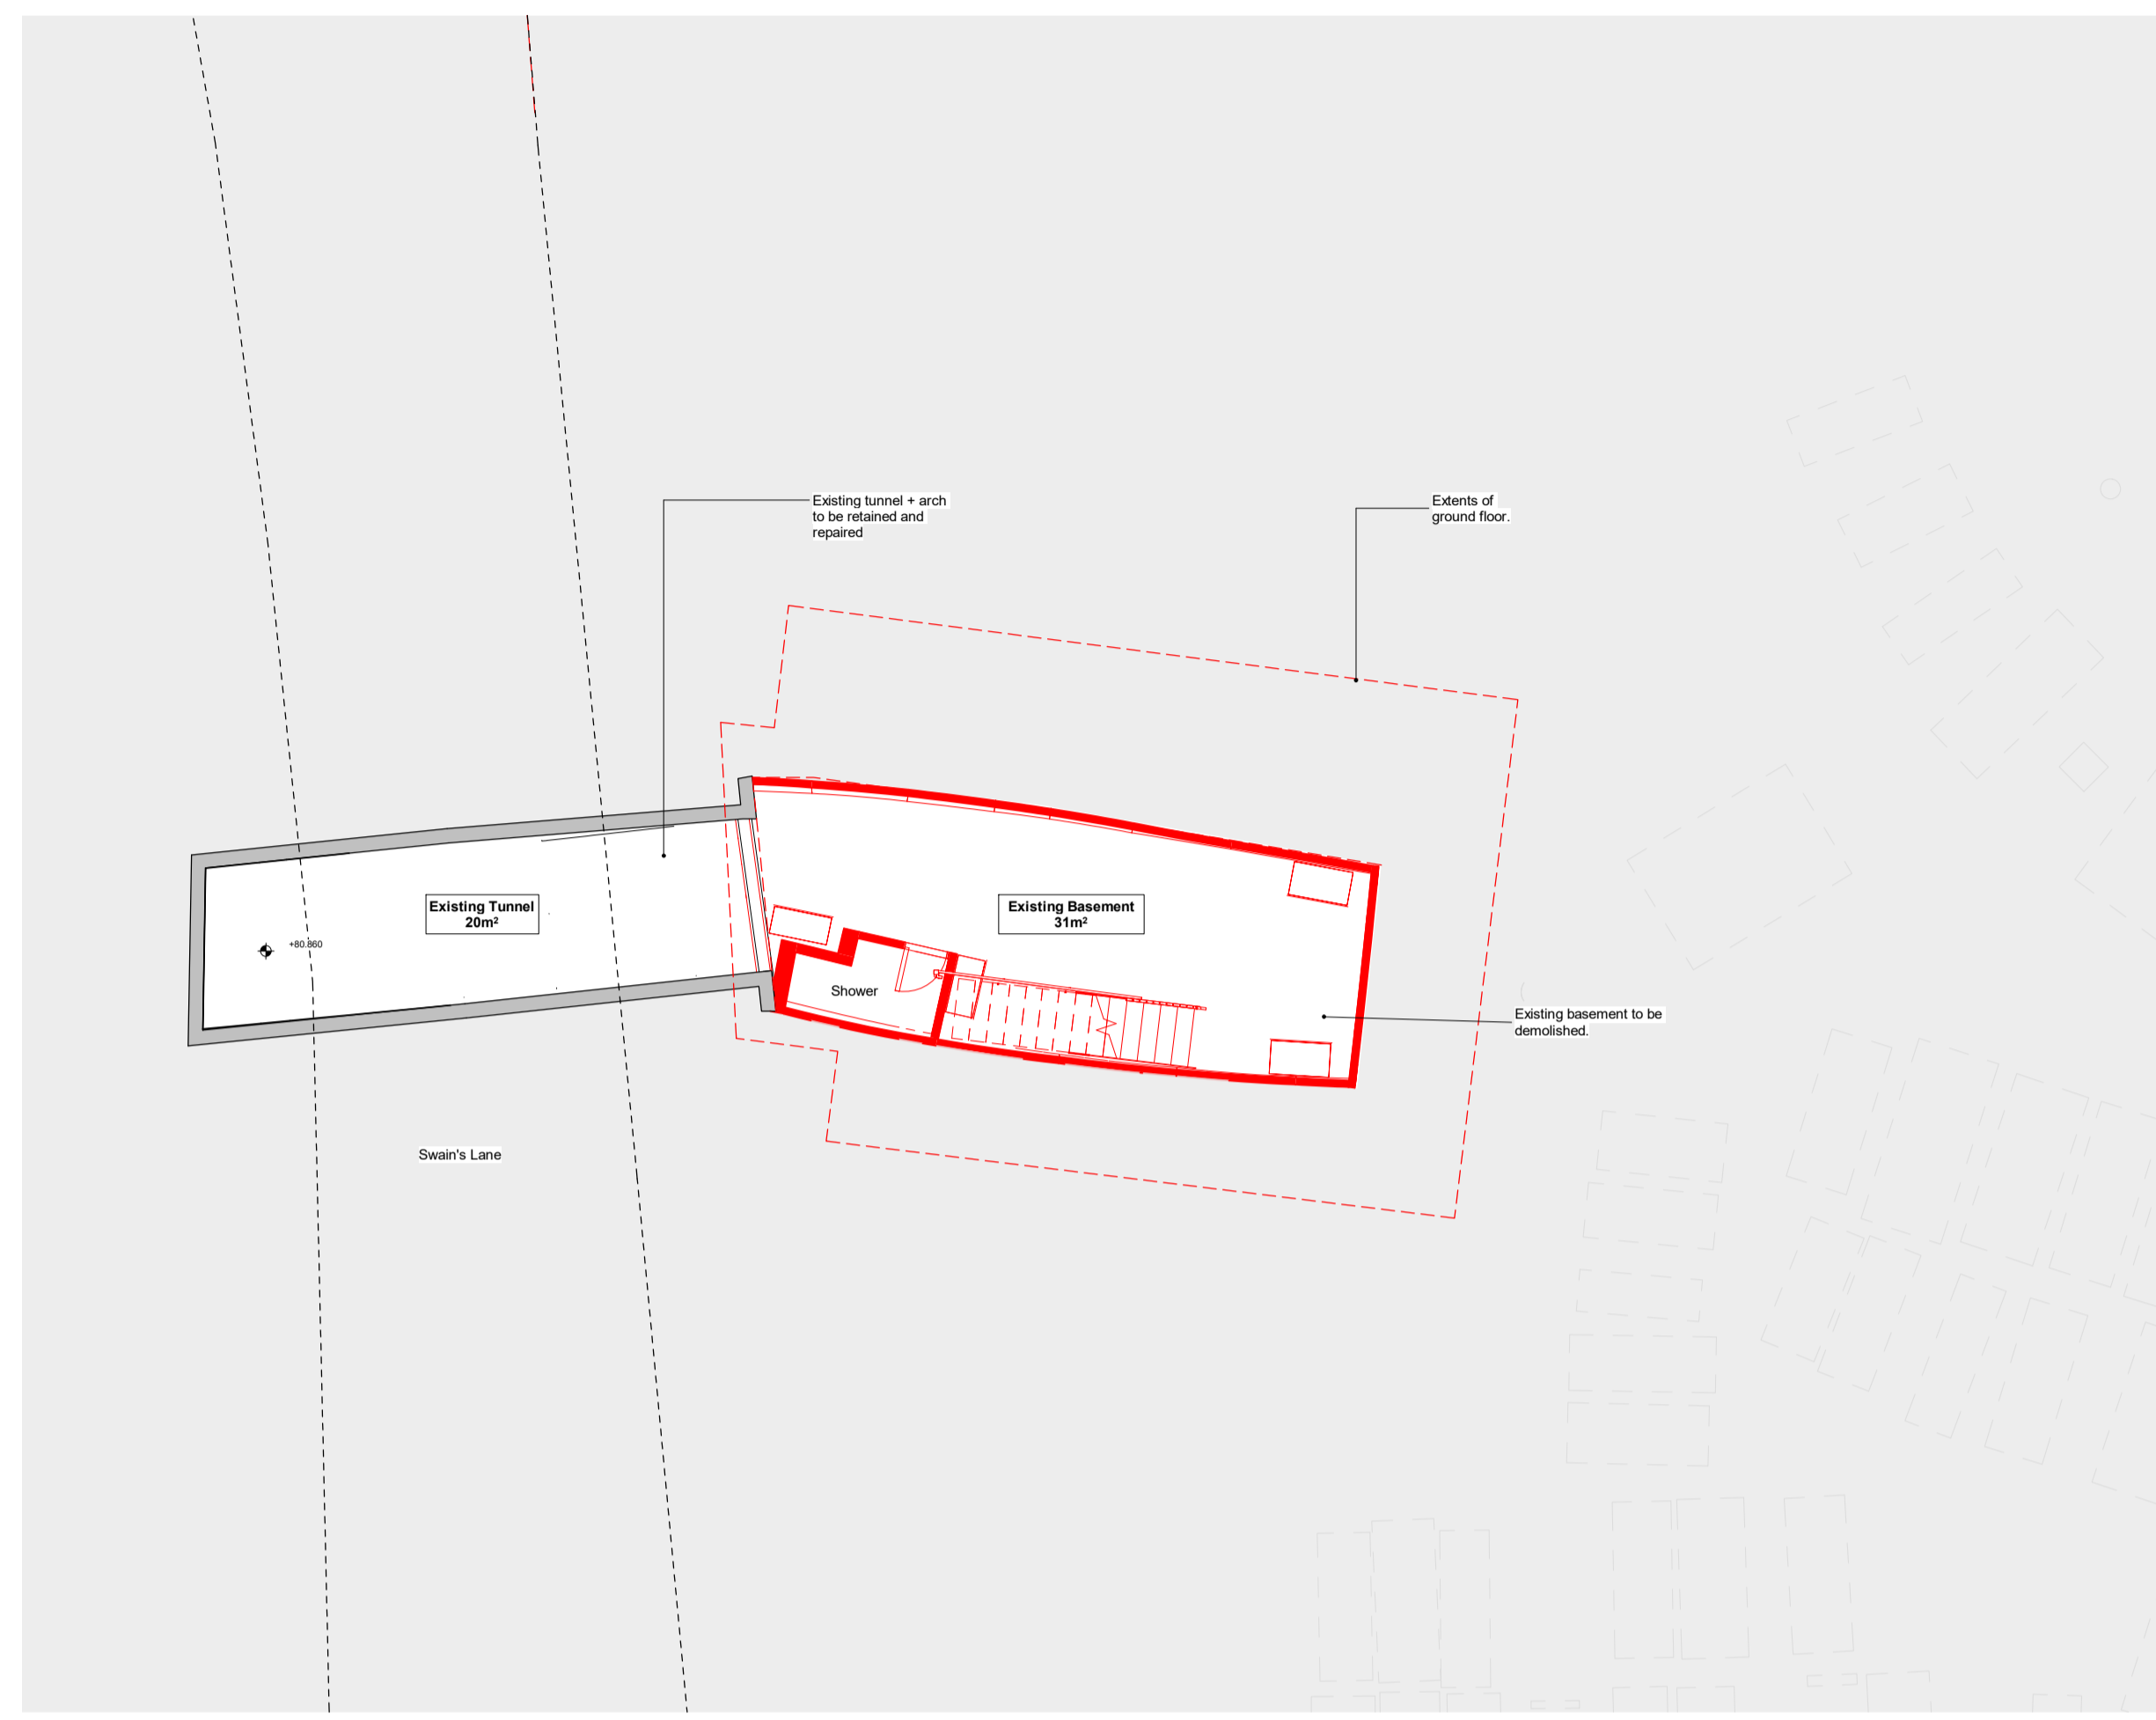 Existing tunnel + arch
to be retained and
repaired
Extents of
ground floor.
Existing Tunnel
20m²
Existing Basement
31m²
+80.860
Shower
Existing basement to be
demolished.
Swain's Lane